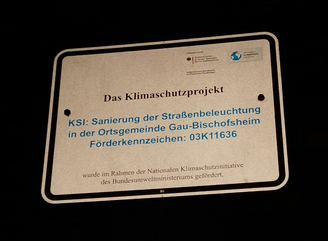 Das Klimaschutzprojekt
KSI: Sanierung der Straßenbeleuchtung
in der Ortsgemeinde Gau-Bischofsheim
Förderkennzeichen: 03K11636
wurde im Rahmen der Nationalen Klimaschutzinitiative
des Bundesumweltministeriums gefördert.